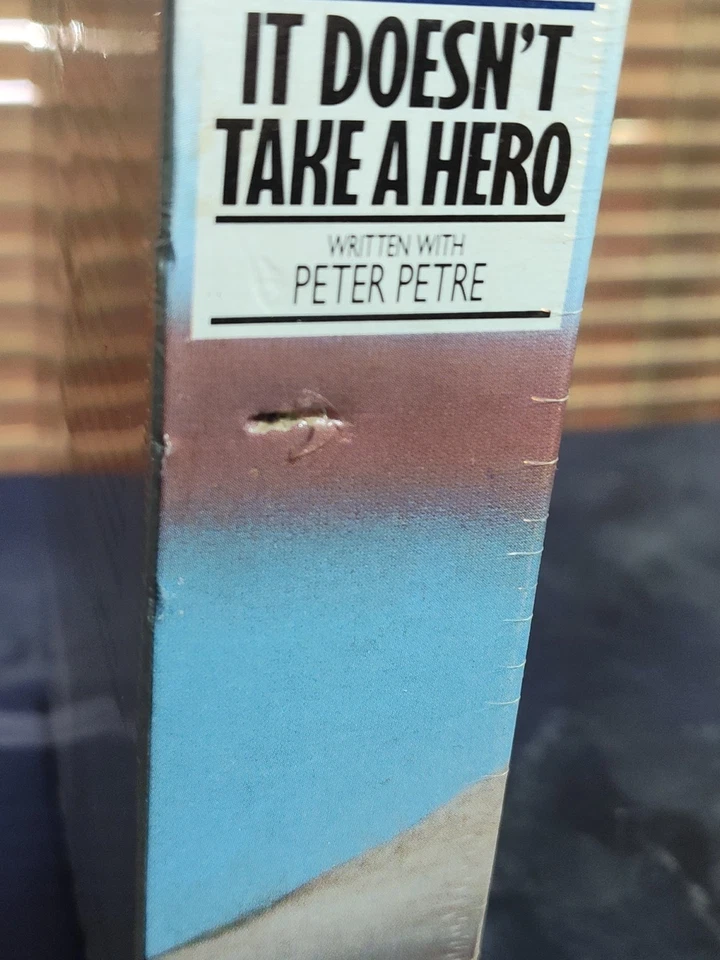 IT DOESN'T
TAKE A HERO
WRITTEN WITH
PETER PETRE